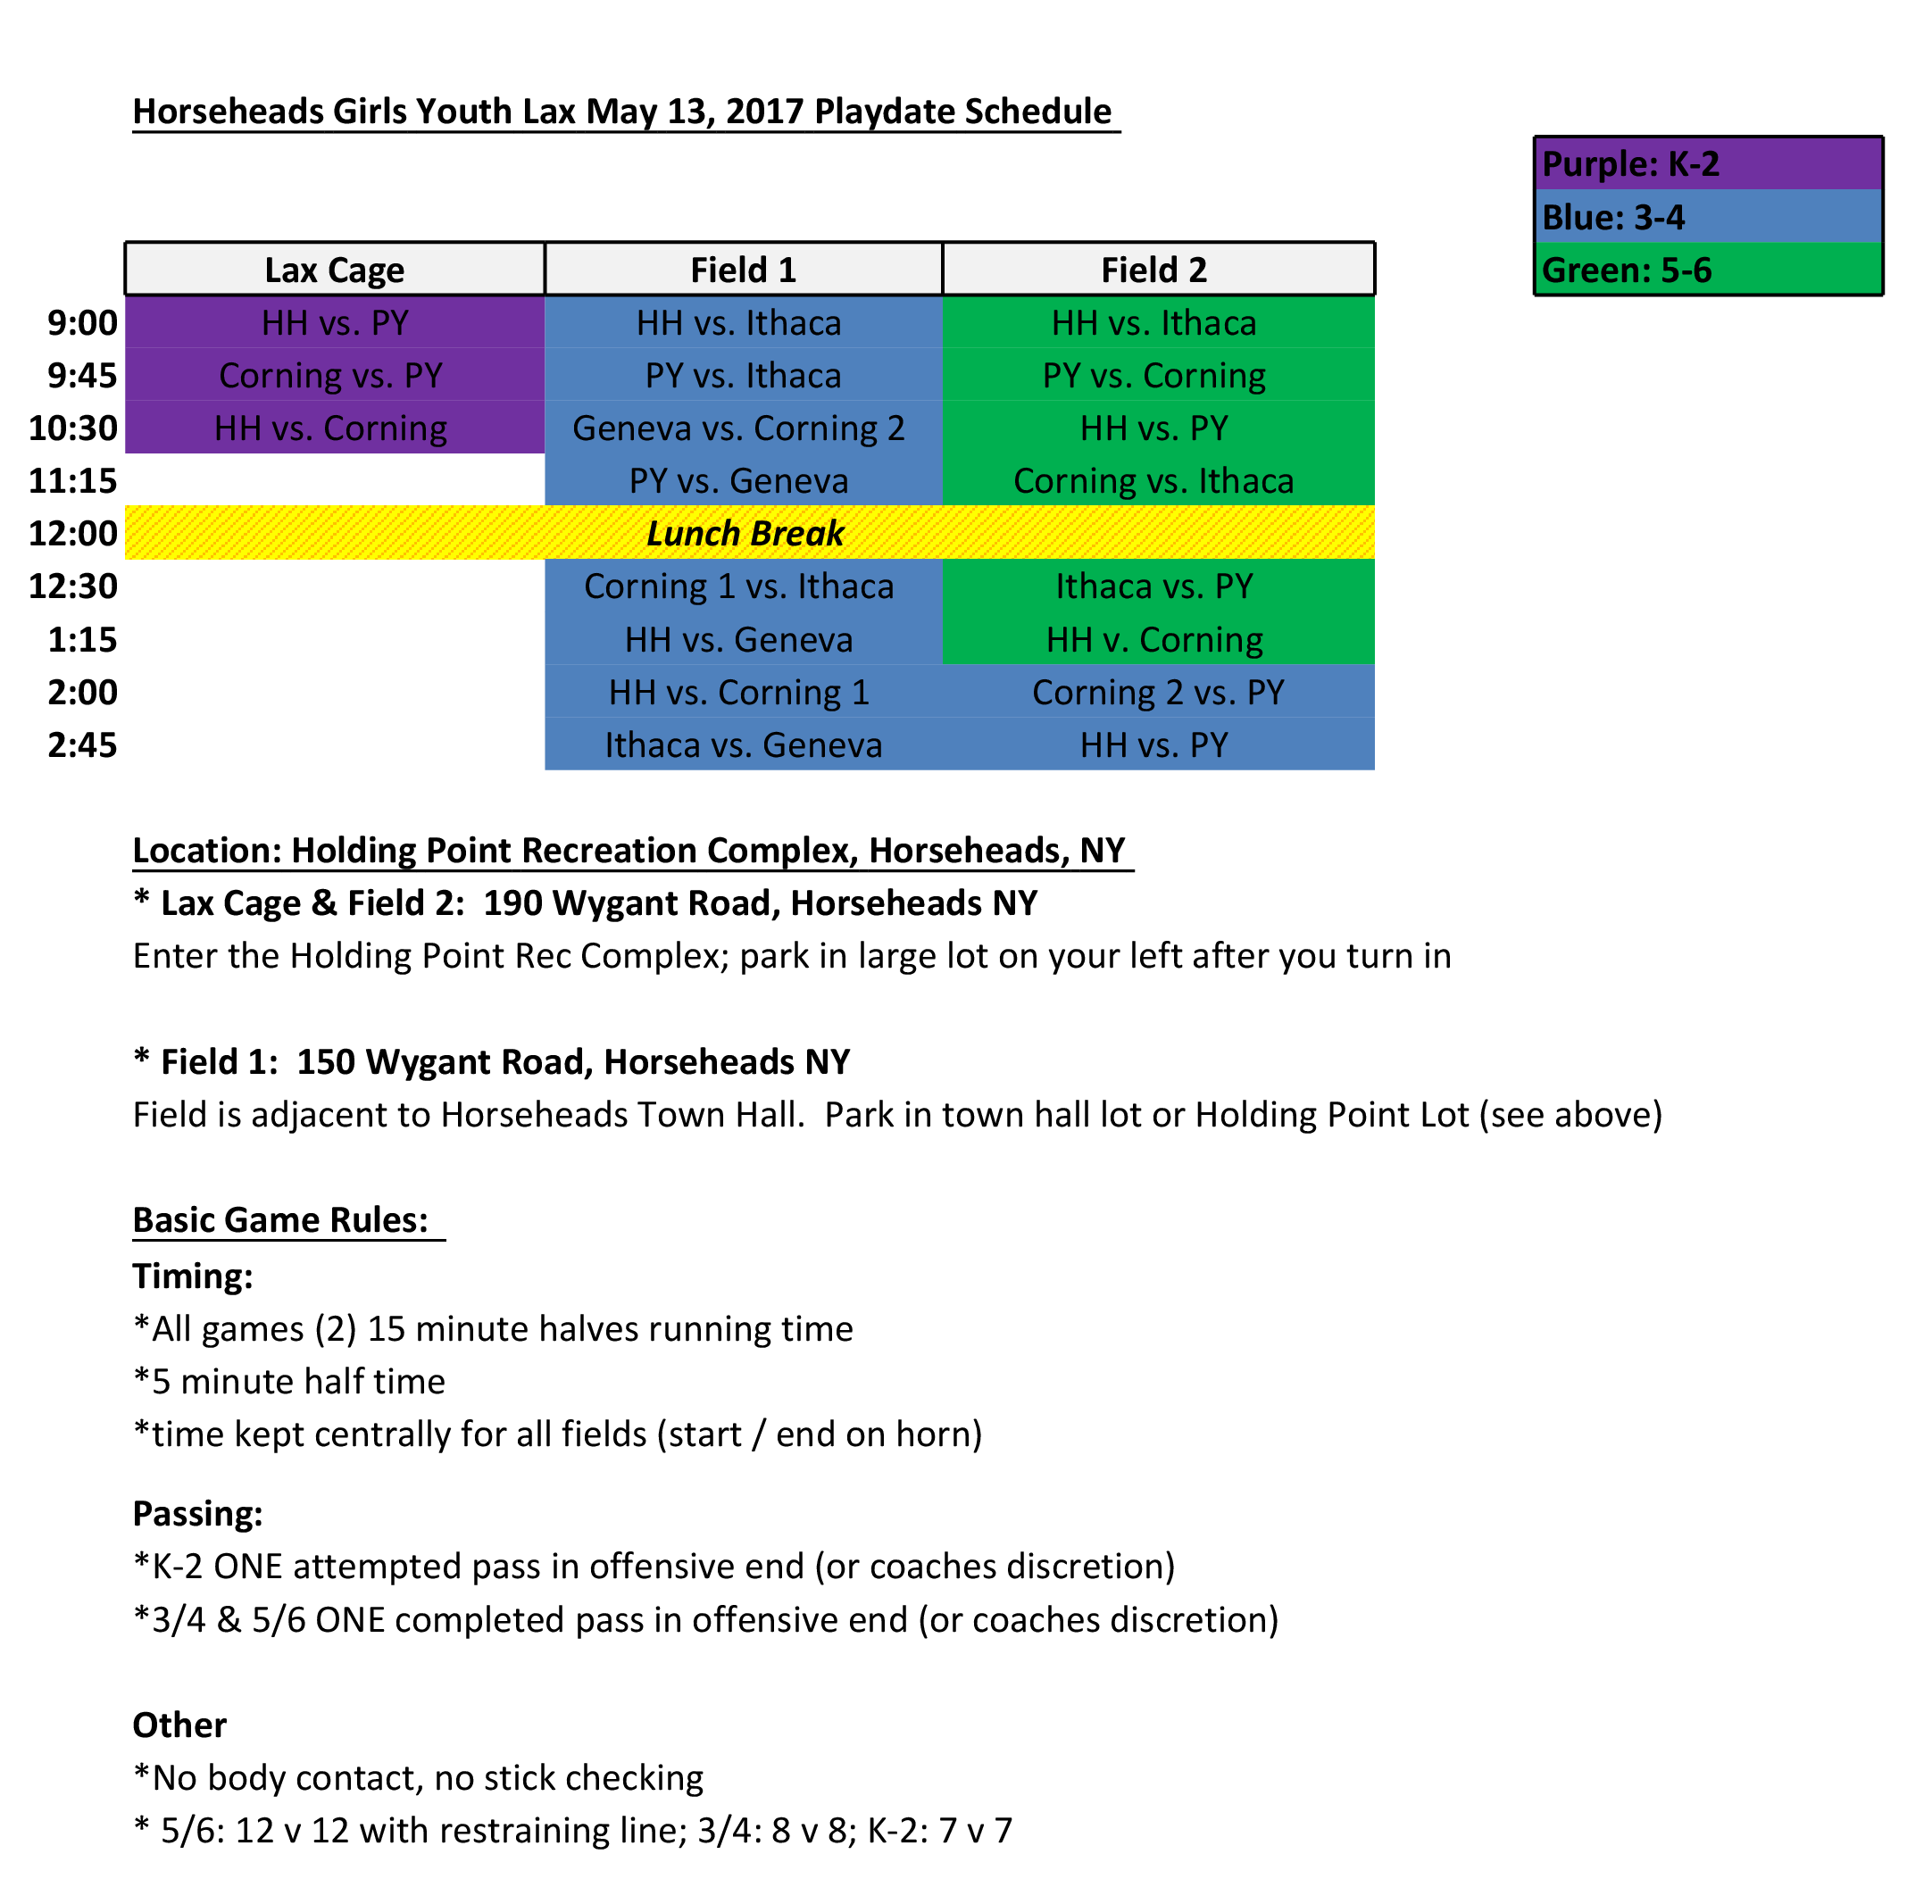 Horseheads Girls Youth Lax May 13, 2017 Playdate Schedule
Purple: K-2
Blue: 3-4
Green: 5-6
Lax Cage Field 1 Field 2
9:00 HH vs. PY HH vs. Ithaca HH vs. Ithaca
9:45 Corning vs. PY PY vs. Ithaca PY vs. Corning
10:30 HH vs. Corning Geneva vs. Corning 2 HH vs. PY
11:15 PY vs. Geneva Corning vs. Ithaca
12:00 Lunch Break
12:30 Corning 1 vs. Ithaca Ithaca vs. PY
1:15 HH vs. Geneva HH v. Corning
2:00 HH vs. Corning 1 Corning 2 vs. PY
2:45 Ithaca vs. Geneva HH vs. PY
Location: Holding Point Recreation Complex, Horseheads, NY
* Lax Cage & Field 2:  190 Wygant Road, Horseheads NY
Enter the Holding Point Rec Complex; park in large lot on your left after you turn in
* Field 1:  150 Wygant Road, Horseheads NY
Field is adjacent to Horseheads Town Hall.  Park in town hall lot or Holding Point Lot (see above)
Basic Game Rules:
Timing:
*All games (2) 15 minute halves running time
*5 minute half time
*time kept centrally for all fields (start / end on horn)
Passing:
*K-2 ONE attempted pass in offensive end (or coaches discretion)
*3/4 & 5/6 ONE completed pass in offensive end (or coaches discretion)
Other
*No body contact, no stick checking
* 5/6: 12 v 12 with restraining line; 3/4: 8 v 8; K-2: 7 v 7